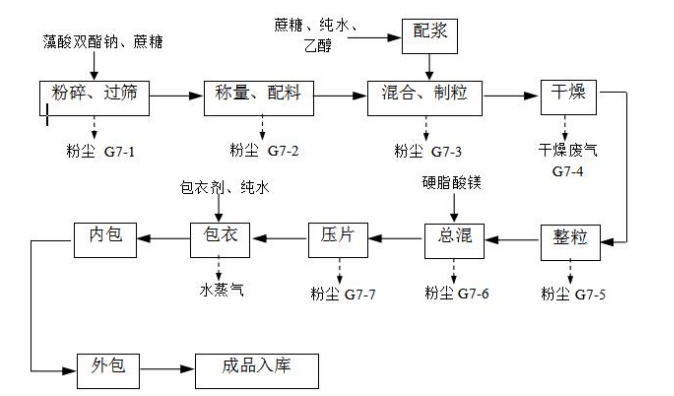 蔗糖、纯水、
乙醇
配浆
藻酸双酯钠、蔗糖
粉碎、过筛
称量、配料
混合、制粒
干燥
粉尘 G7-1
粉尘 G7-2
粉尘 G7-3
干燥废气
G7-4
包衣剂、纯水
硬脂酸镁
内包
包衣
压片
总混
整粒
水蒸气
粉尘 G7-7
粉尘 G7-6
粉尘 G7-5
外包
成品入库